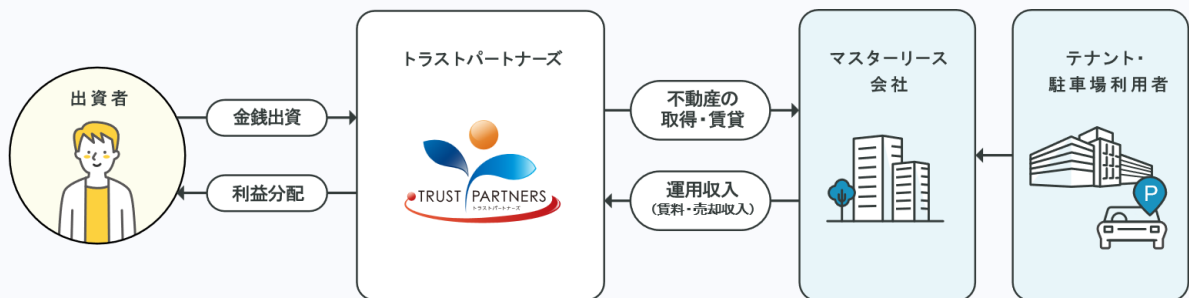 出資者
金銭出資
利益分配
トラストパートナーズ
TRUST PARTNERS
トラストパートナーズ
不動産の
取得・賃貸
運用収入
(賃料・売却収入)
マスターリース
会社
テナント・
駐車場利用者
P